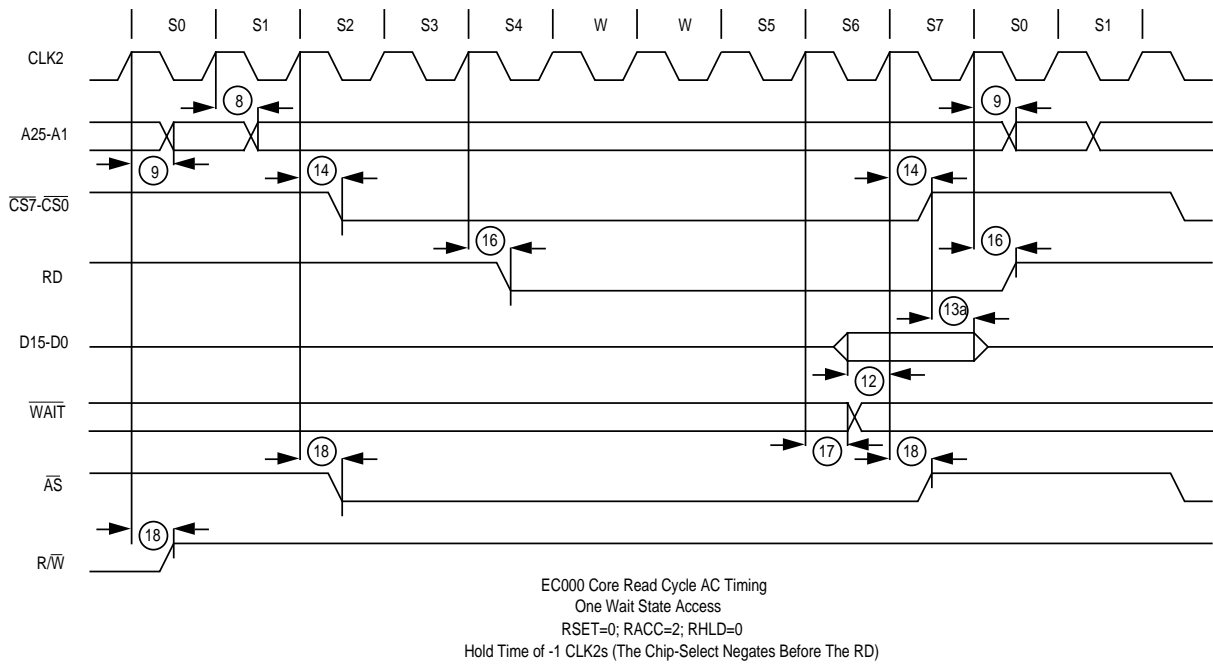 S0 S1 S2 S3 S4 W W S5 S6 S7 S0 S1
CLK2
8 9
A25-A1
9 14 14
CS7-CS0
16 16
RD
13a
D15-D0
12
WAIT
18 17 18
AS
18
R/W
EC000 Core Read Cycle AC Timing
One Wait State Access
RSET=0; RACC=2; RHLD=0
Hold Time of -1 CLK2s (The Chip-Select Negates Before The RD)